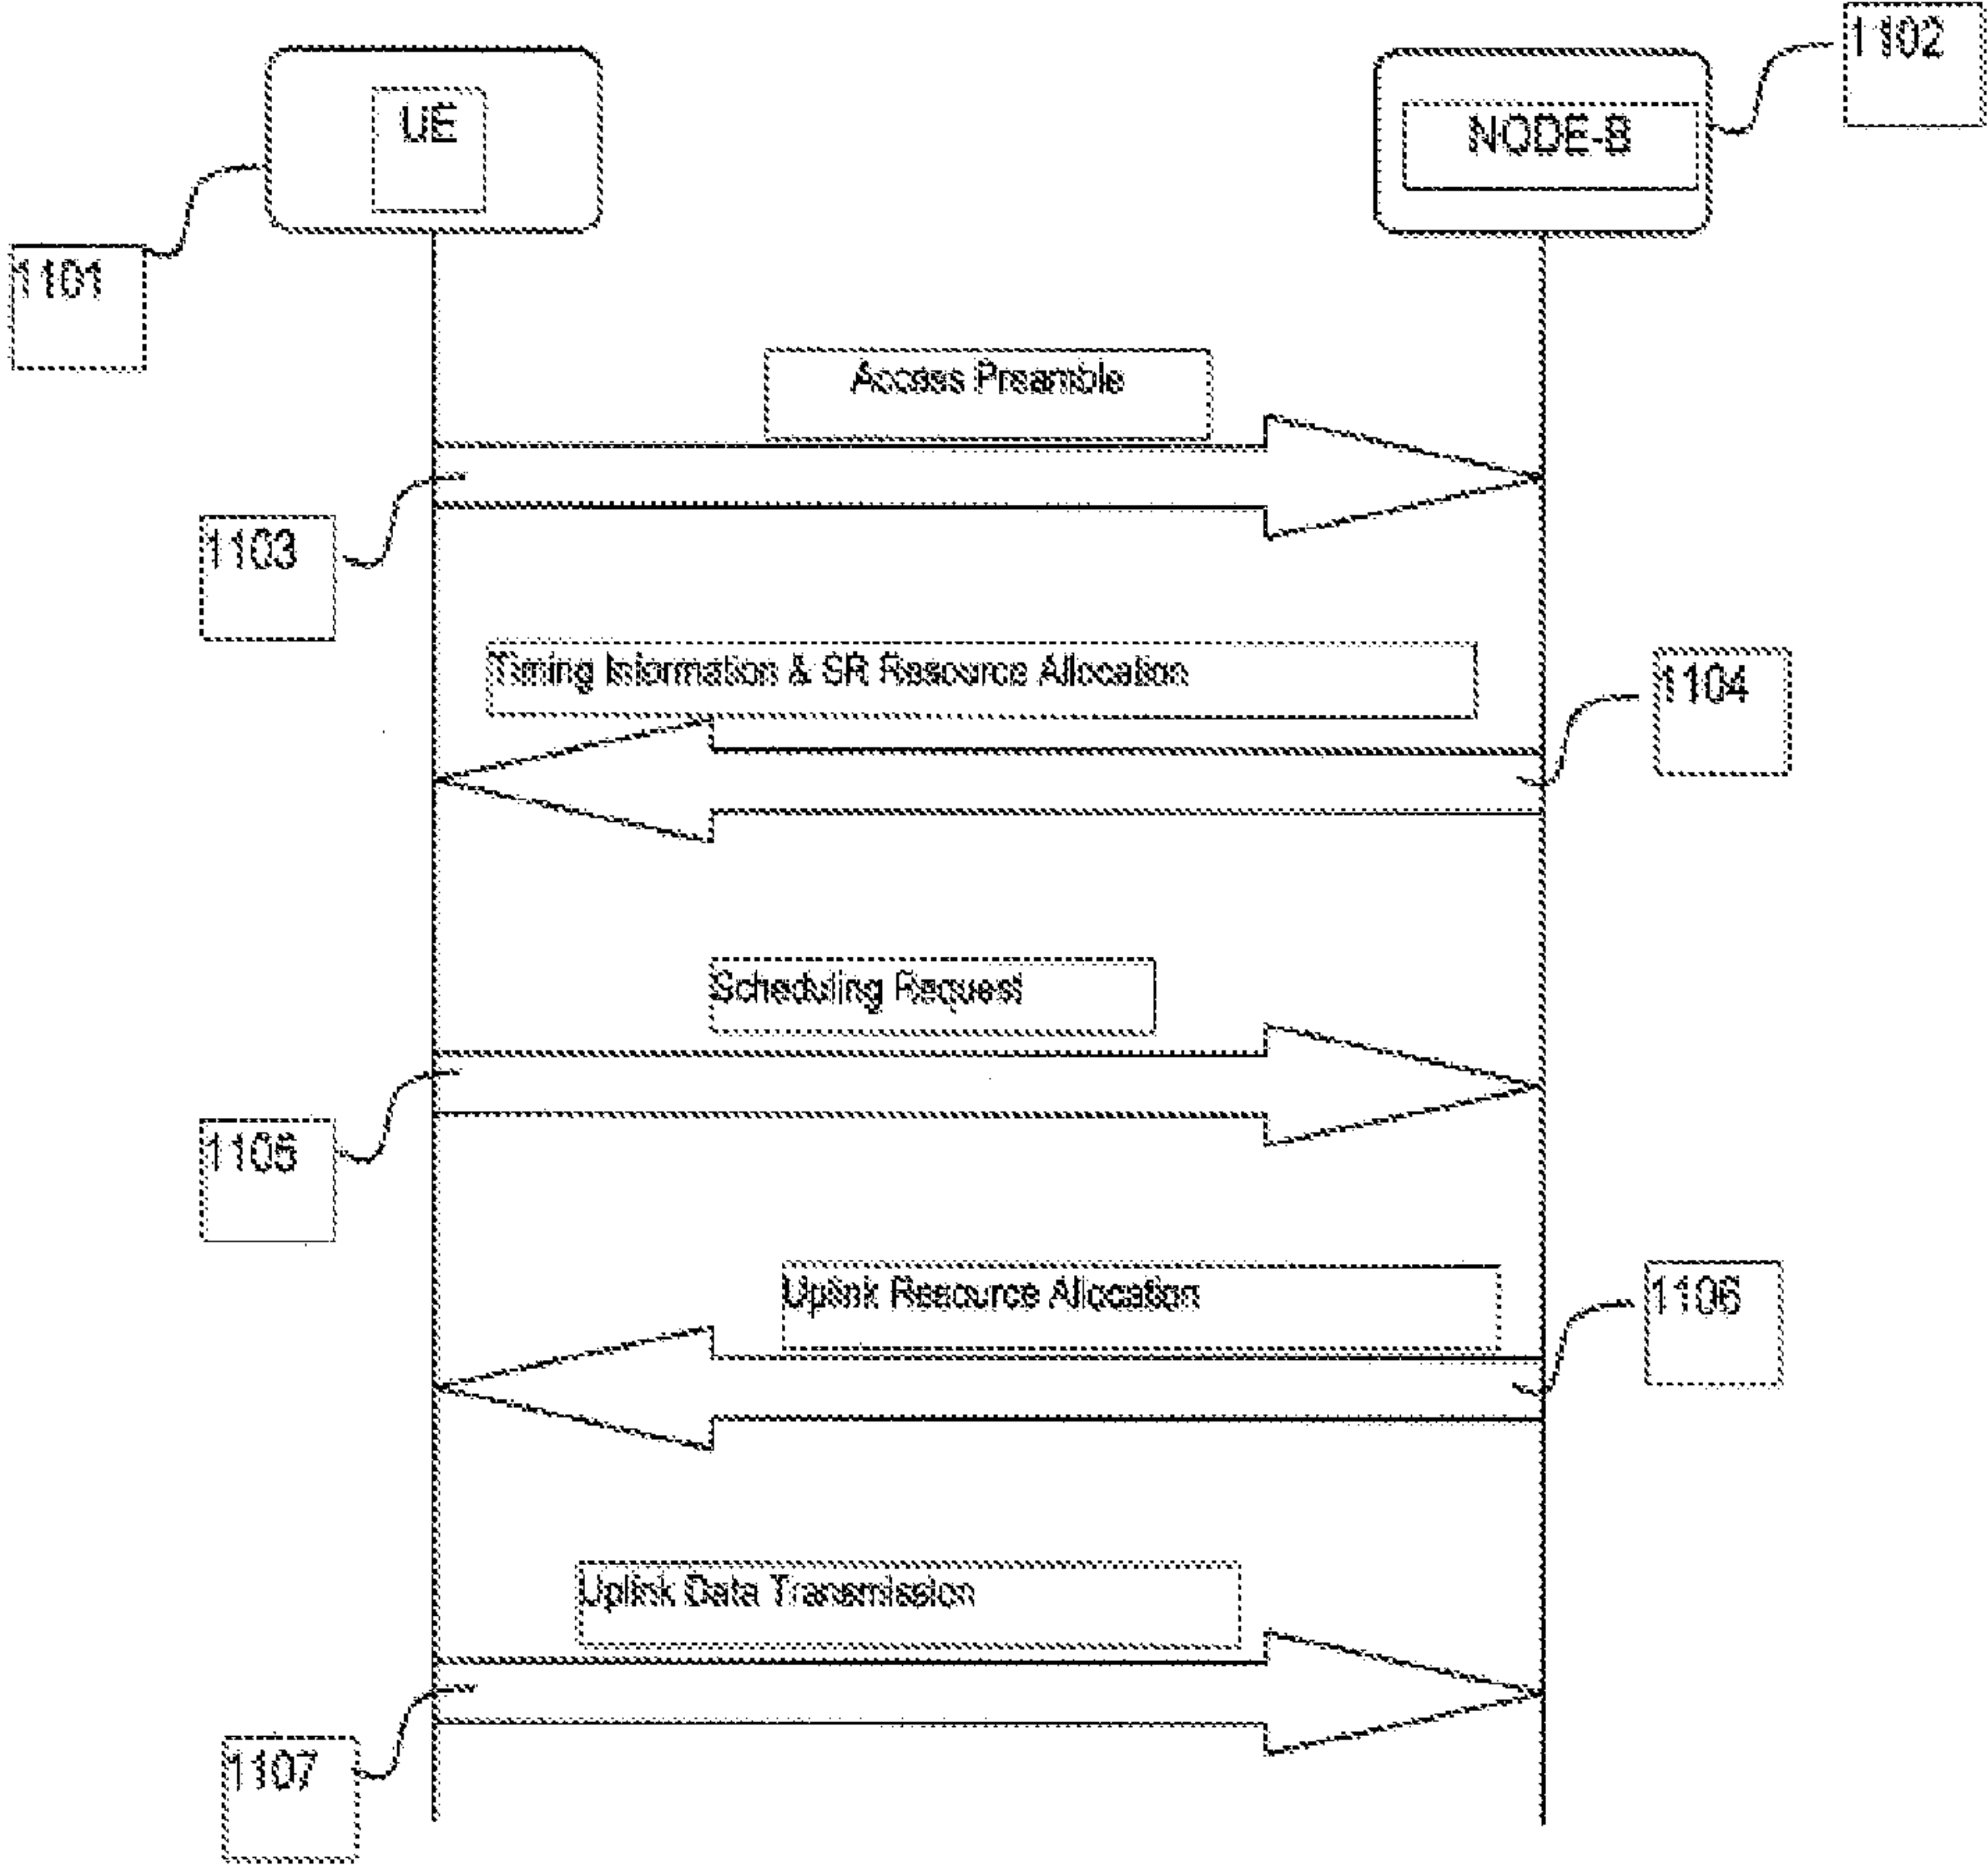 1102
UE
NODE-B
1101
Access Preamble
1103
Timing Information & SR Resource Allocation
1104
Scheduling Request
1105
Uplink Resource Allocation
1106
Uplink Data Transmission
1107